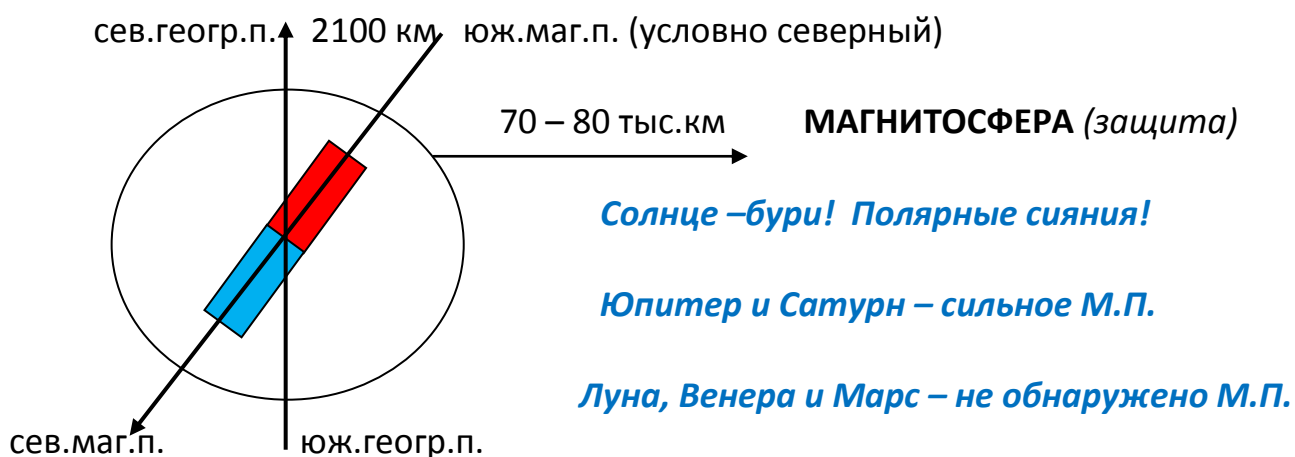 сев.геогр.п. 2100 км юж.маг.п. (условно северный)
70 – 80 тыс.км МАГНИТОСФЕРА (защита)
Солнце –бури! Полярные сияния!
Юпитер и Сатурн – сильное М.П.
Луна, Венера и Марс – не обнаружено М.П.
сев.маг.п. юж.геогр.п.